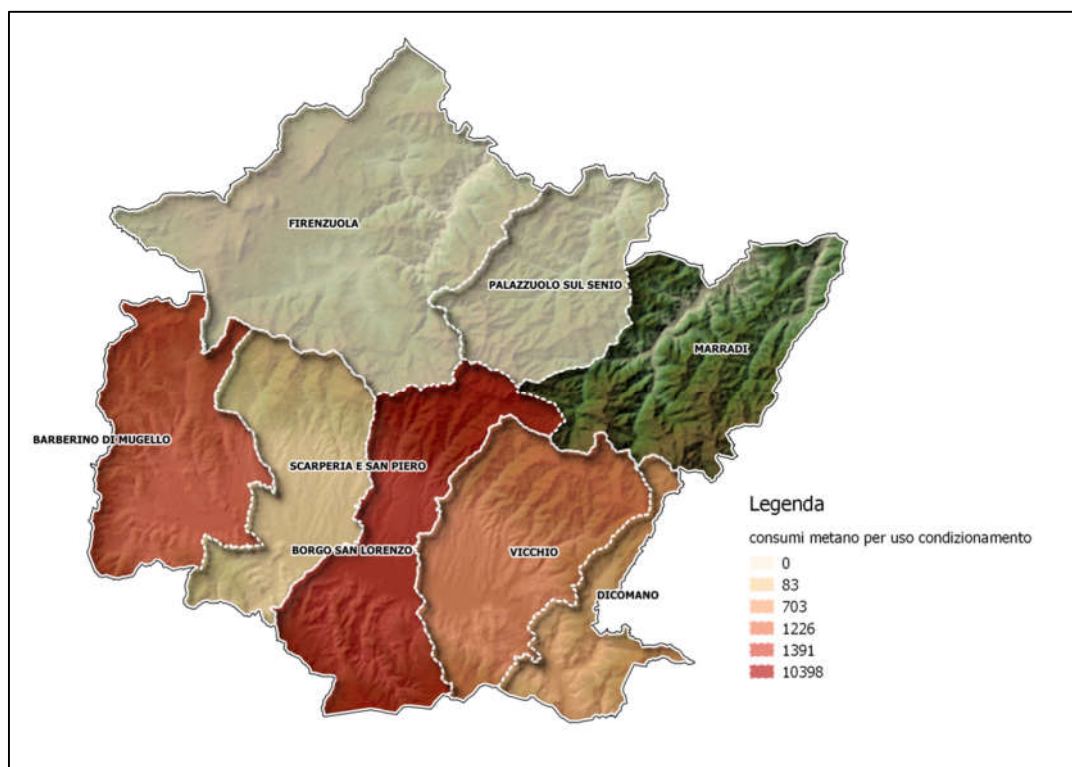 FIRENZUOLA
PALAZZUOLO SUL SENIO
MARRADI
BARBERINO DI MUGELLO
SCARPERIA E SAN PIERO
BORGO SAN LORENZO
VICCHIO
DICOMANO
Legenda
consumi metano per uso condizionamento
0
83
703
1226
1391
10398